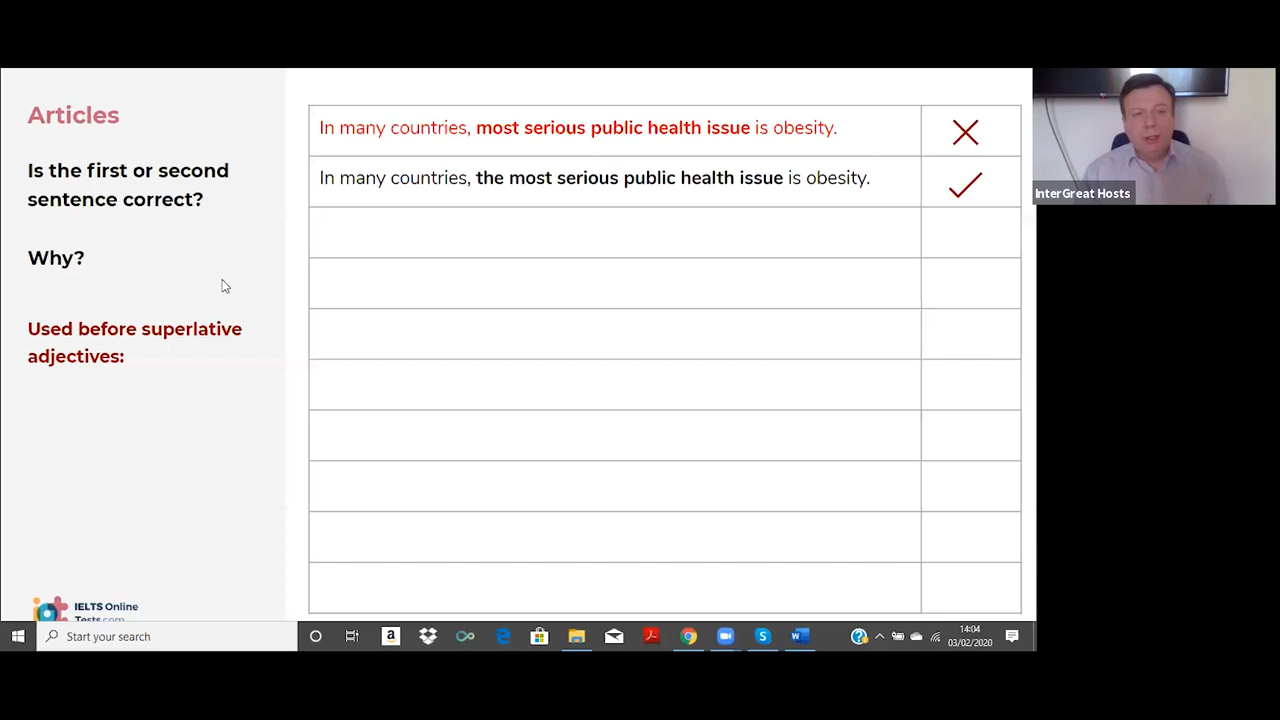 Articles
Is the first or second
sentence correct?
Why?
Used before superlative
adjectives:
In many countries, most serious public health issue is obesity.
In many countries, the most serious public health issue is obesity.
InterGreat Hosts
IELTS Online
Tests.com
Start your search
14:04
03/02/2020